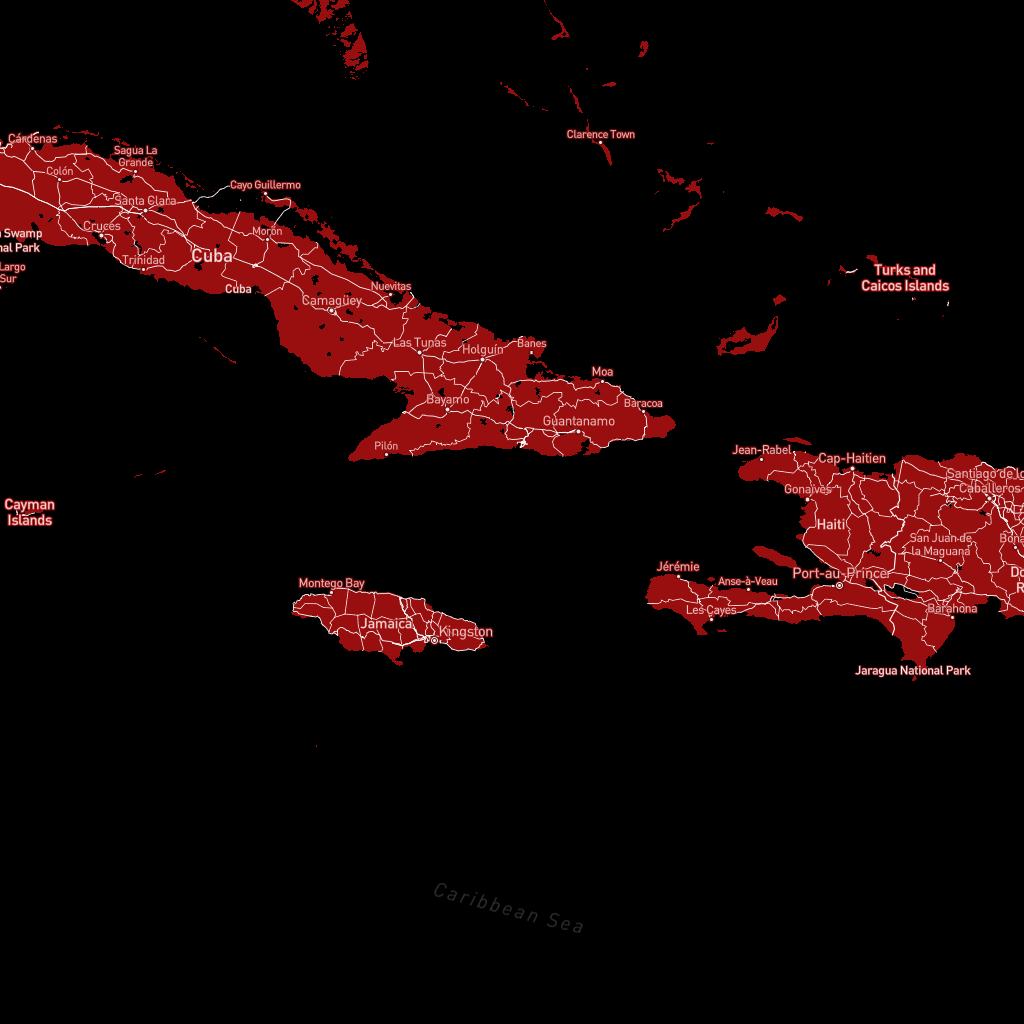 Clarence Town
Cárdenas
Sagua La
Grande
Colón
Cayo Guillermo
Santa Clara
Cruces
Morón
Swamp
nal Park
Cuba
Trinidad
Largo
Sur
Turks and
Caicos Islands
Cuba
Nuevitas
Camagüey
Las Tunas
Holguín
Banes
Moa
Bayamo
Baracoa
Guantanamo
Pilón
Jean-Rabel
Cap-Haitien
Santiago de lo
Caballeros
Gonaïves
Cayman
Islands
Haiti
San Juan de
la Maguana
Bona
Jérémie
Port-au-Prince
Anse-à-Veau
Do
R
Montego Bay
Les Cayes
Barahona
Jamaica
Kingston
Jaragua National Park
Caribbean Sea